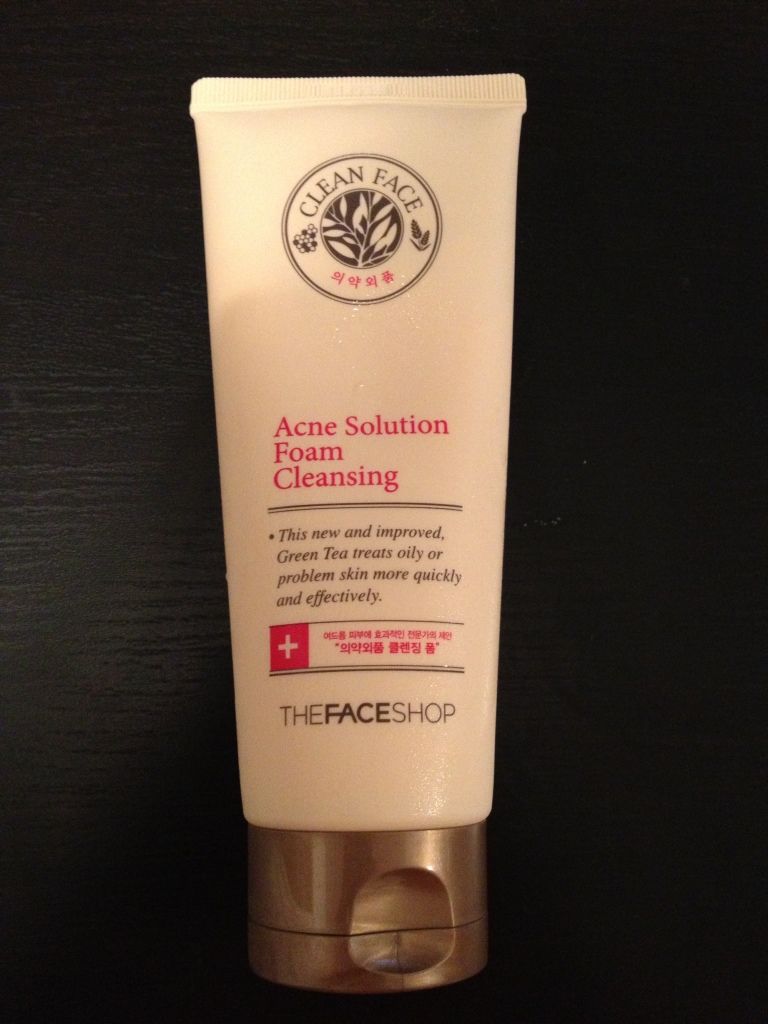 CLEAN FACE
의약외품
Acne Solution
Foam
Cleansing
• This new and improved,
Green Tea treats oily or
problem skin more quickly
and effectively.
여드름 피부에 효과적인 전문가의 제안
"의약외품 클렌징 폼"
THEFACESHOP